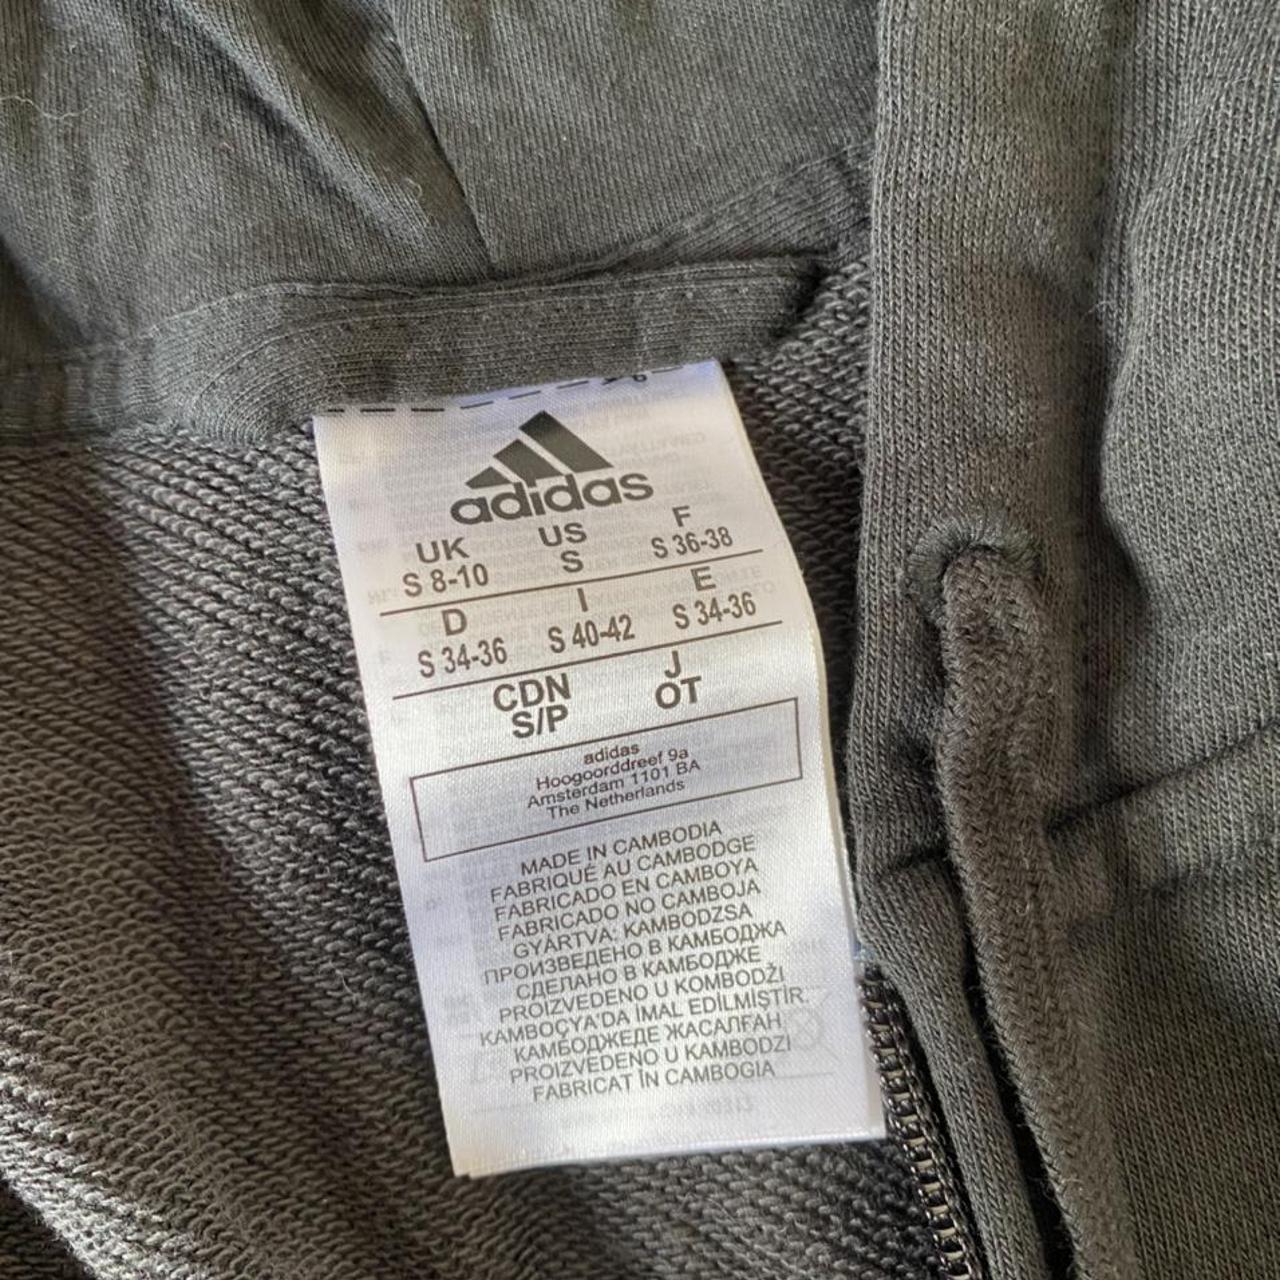 adidas
UK US F
S 8-10 S S 36-38
D I E
S 34-36 S 40-42 S 34-36
CDN J
S/P OT
adidas
Hoogoorddreef 9a
Amsterdam 1101 BA
The Netherlands
MADE IN CAMBODIA
FABRIQUÉ AU CAMBODGE
FABRICADO EN CAMBOYA
FABRICADO NO CAMBOJA
GYÁRTVA: KAMBODZSA
ПРОИЗВЕДЕНО В КАМБОДЖА
СДЕЛАНО В КАМБОДЖЕ
PROIZVEDENO U KOMBODŽI
KAMBOÇYA'DA İMAL EDİLMİŞTİR.
КАМБОДЖЕДЕ ЖАСАЛҒАН
PROIZVEDENO U KAMBODZI
FABRICAT ÎN CAMBOGIA